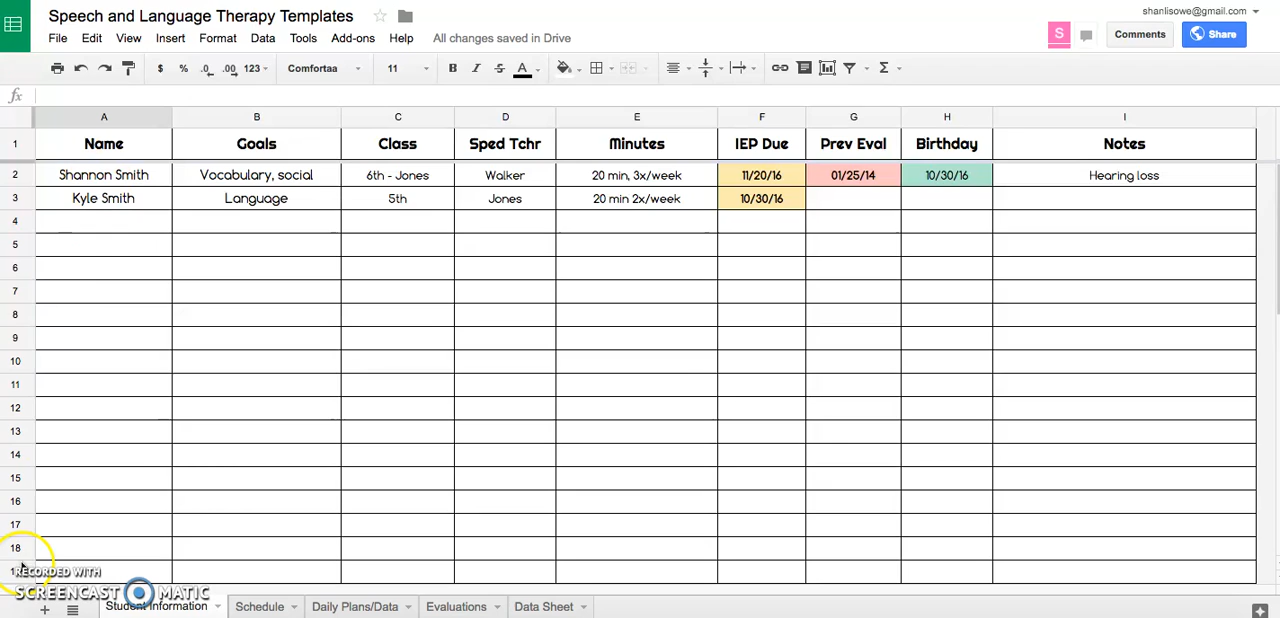 Speech and Language Therapy Templates
shanlisowe@gmail.com
File Edit View Insert Format Data Tools Add-ons Help All changes saved in Drive
S Comments Share
$ % .0 .00 123 Comfortaa 11 B I S A Σ
fx
A B C D E F G H I
1 Name Goals Class Sped Tchr Minutes IEP Due Prev Eval Birthday Notes
2 Shannon Smith Vocabulary, social 6th - Jones Walker 20 min, 3x/week 11/20/16 01/25/14 10/30/16 Hearing loss
3 Kyle Smith Language 5th Jones 20 min 2x/week 10/30/16
4
5
6
7
8
9
10
11
12
13
14
15
16
17
18
RECORDED WITH
SCREENCAST MATIC
Student Information Schedule Daily Plans/Data Evaluations Data Sheet